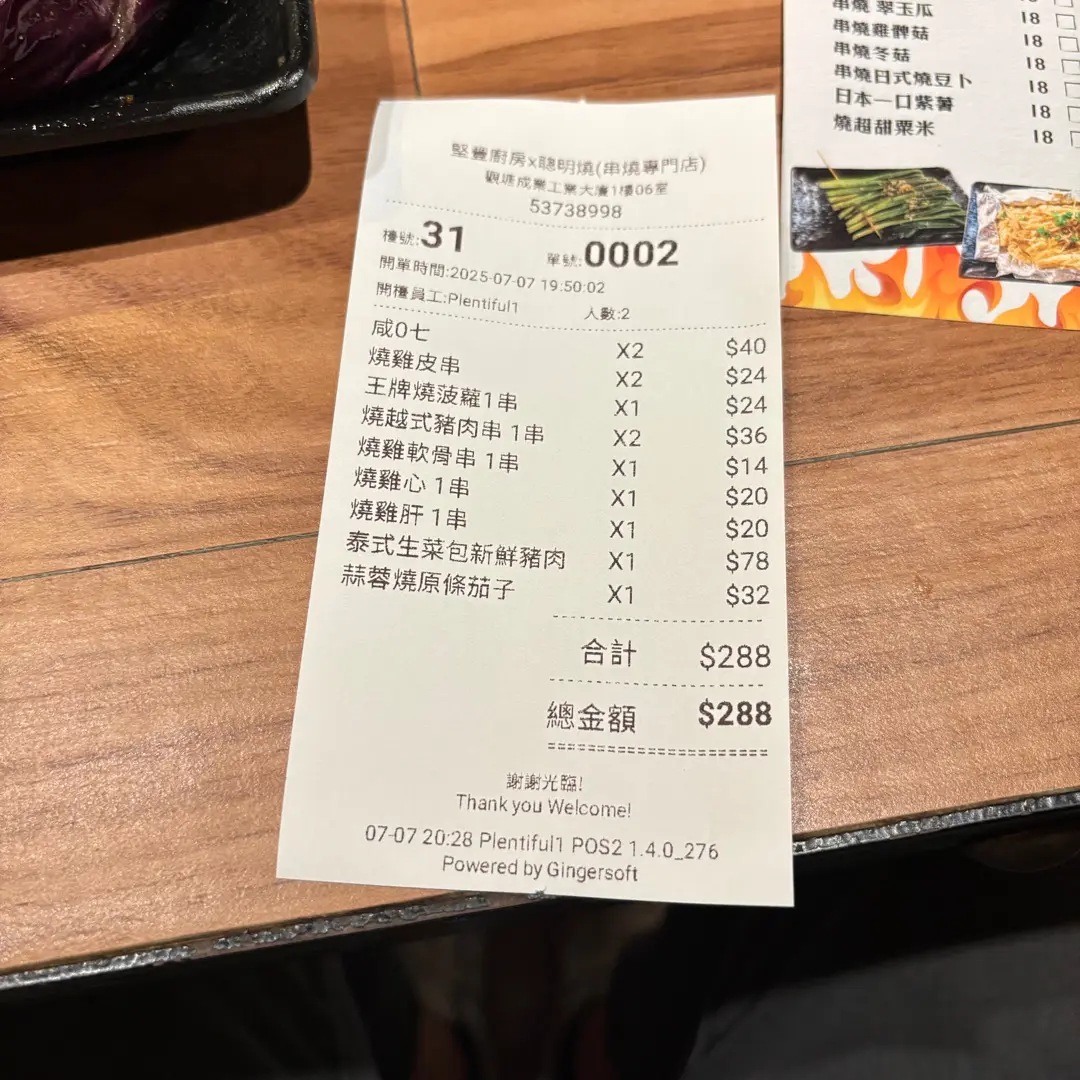 堅豐廚房x聰明燒(串燒專門店)
觀塘成業工業大廈1樓06室
53738998
檯號:31 單號:0002
開單時間:2025-07-07 19:50:02
開檯員工:Plentiful1 人數:2
咸0七 X2 $40
燒雞皮串 X2 $24
王牌燒菠蘿1串 X1 $24
燒越式豬肉串 1串 X2 $36
燒雞軟骨串 1串 X1 $14
燒雞心 1串 X1 $20
燒雞肝 1串 X1 $20
泰式生菜包新鮮豬肉 X1 $78
蒜蓉燒原條茄子 X1 $32
合計 $288
總金額 $288
謝謝光臨!
Thank you Welcome!
07-07 20:28 Plentiful1 POS2 1.4.0_276
Powered by Gingersoft
串燒 翠玉瓜 18
串燒雞髀菇 18
串燒冬菇 18
串燒日式燒豆卜 18
日本一口紫薯 18
燒超甜粟米 18